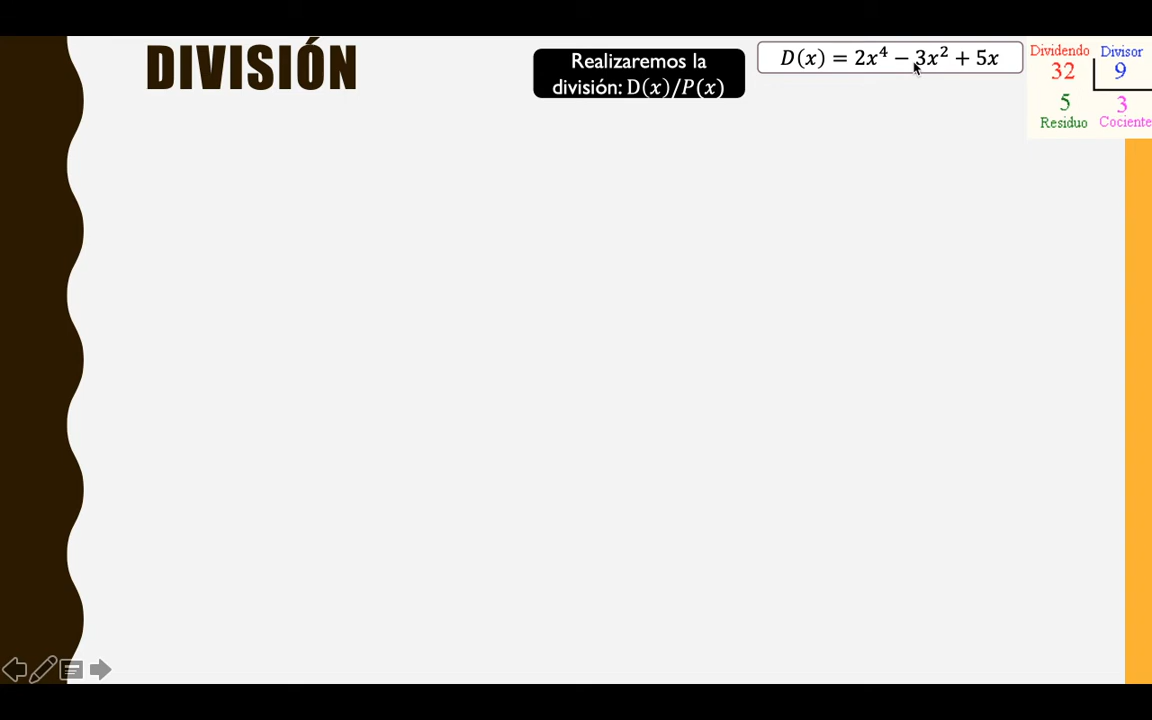 DIVISIÓN
Realizaremos la
división: D(x)/P(x)
D(x) = 2x⁴ − 3x² + 5x
Dividendo Divisor
32 9
5 3
Residuo Cociente